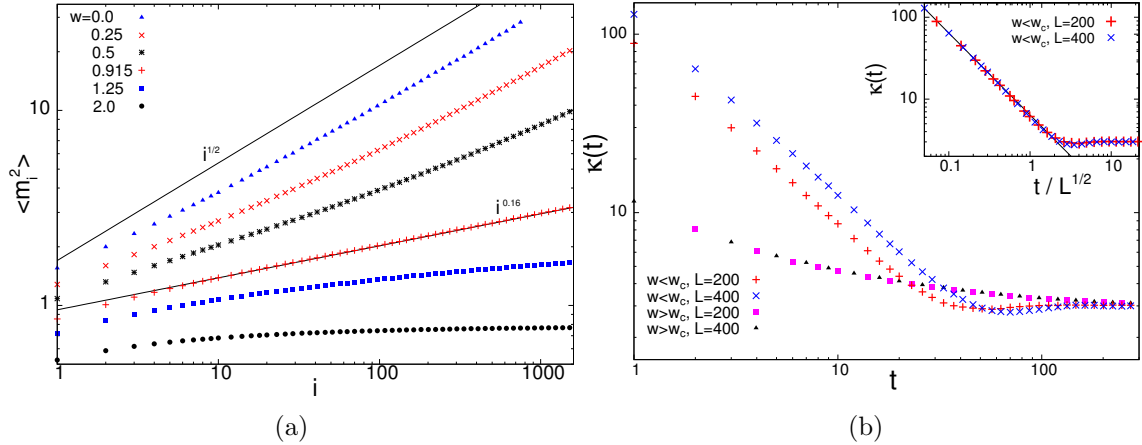 w=0.0
0.25
0.5
0.915
1.25
2.0
i^{1/2}
i^{0.16}
<m_i^2>
10
1
1
10
100
1000
i
(a)
κ(t)
100
10
1
10
100
t
w<w_c, L=200
w<w_c, L=400
w>w_c, L=200
w>w_c, L=400
w<w_c, L=200
w<w_c, L=400
κ(t)
100
10
0.1
1
10
t / L^{1/2}
(b)